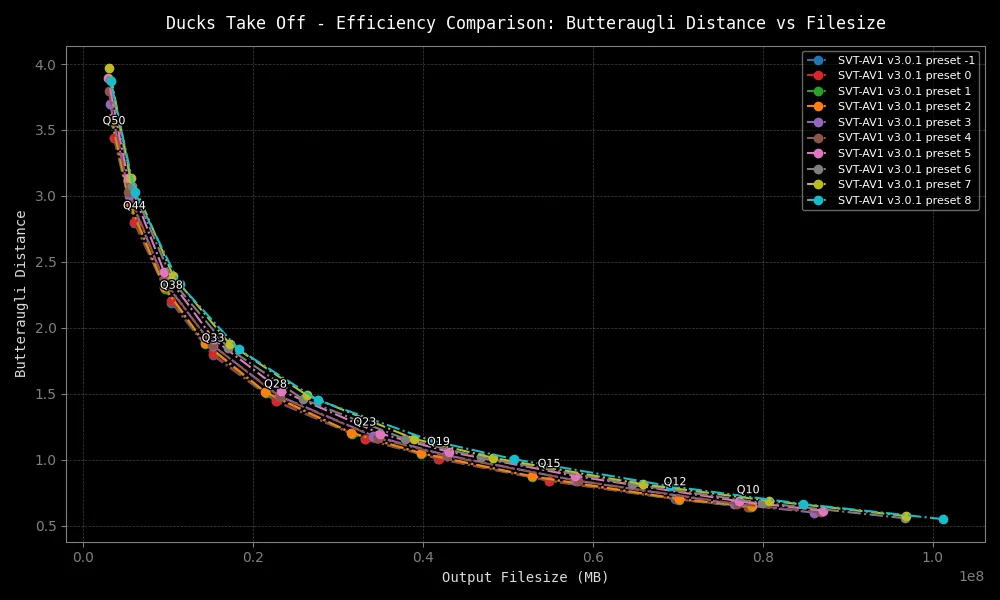 Ducks Take Off - Efficiency Comparison: Butteraugli Distance vs Filesize
SVT-AV1 v3.0.1 preset -1
SVT-AV1 v3.0.1 preset 0
SVT-AV1 v3.0.1 preset 1
SVT-AV1 v3.0.1 preset 2
SVT-AV1 v3.0.1 preset 3
SVT-AV1 v3.0.1 preset 4
SVT-AV1 v3.0.1 preset 5
SVT-AV1 v3.0.1 preset 6
SVT-AV1 v3.0.1 preset 7
SVT-AV1 v3.0.1 preset 8
Butteraugli Distance
4.0
3.5
3.0
2.5
2.0
1.5
1.0
0.5
Q50
Q44
Q38
Q33
Q28
Q23
Q19
Q15
Q12
Q10
0.0 0.2 0.4 0.6 0.8 1.0
1e8
Output Filesize (MB)